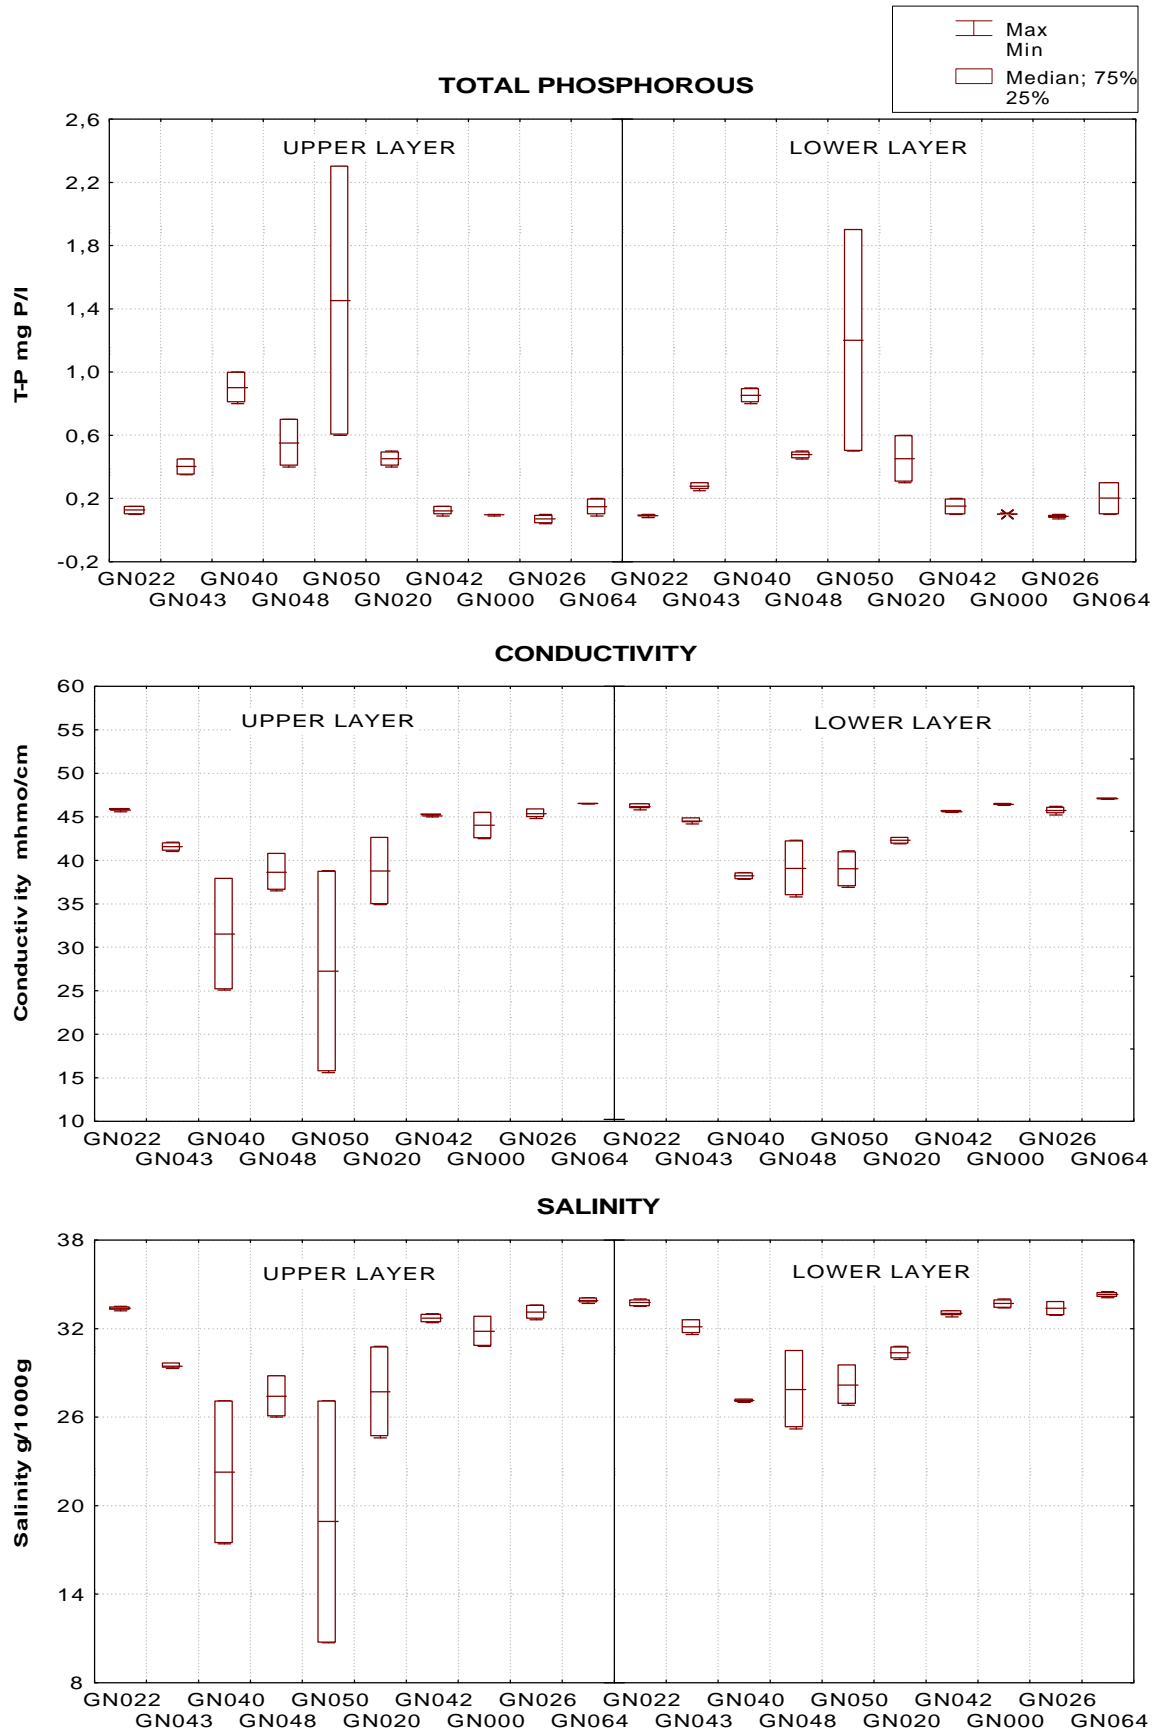 Max
Min
Median; 75%
25%
TOTAL PHOSPHOROUS
UPPER LAYER
LOWER LAYER
T-P mg P/l
2,6
2,2
1,8
1,4
1,0
0,6
0,2
-0,2
GN022 GN040 GN050 GN042 GN026 GN022 GN040 GN050 GN042 GN026
GN043 GN048 GN020 GN000 GN064 GN043 GN048 GN020 GN000 GN064
CONDUCTIVITY
UPPER LAYER
LOWER LAYER
Conductivity mhmo/cm
60
55
50
45
40
35
30
25
20
15
10
GN022 GN040 GN050 GN042 GN026 GN022 GN040 GN050 GN042 GN026
GN043 GN048 GN020 GN000 GN064 GN043 GN048 GN020 GN000 GN064
SALINITY
UPPER LAYER
LOWER LAYER
Salinity g/1000g
38
32
26
20
14
8
GN022 GN040 GN050 GN042 GN026 GN022 GN040 GN050 GN042 GN026
GN043 GN048 GN020 GN000 GN064 GN043 GN048 GN020 GN000 GN064